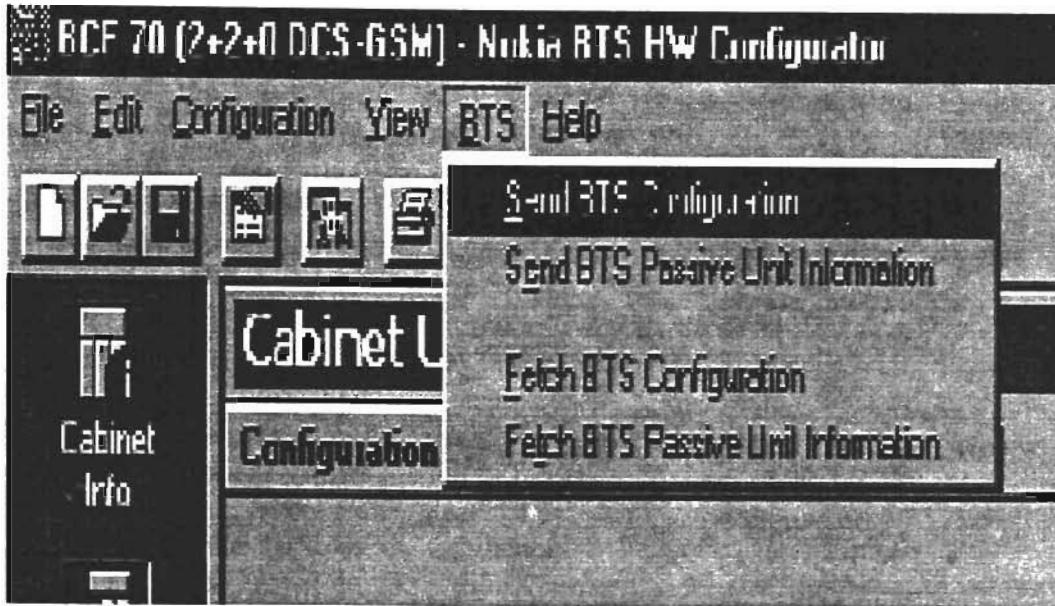 BCF 70 (2+2+0 DCS-GSM) - Nokia BTS HW Configurator
File Edit Configuration View BTS Help
Send BTS Configuration
Send BTS Passive Unit Information
Fetch BTS Configuration
Fetch BTS Passive Unit Information
Cabinet U
Configuration
Cabinet
Info